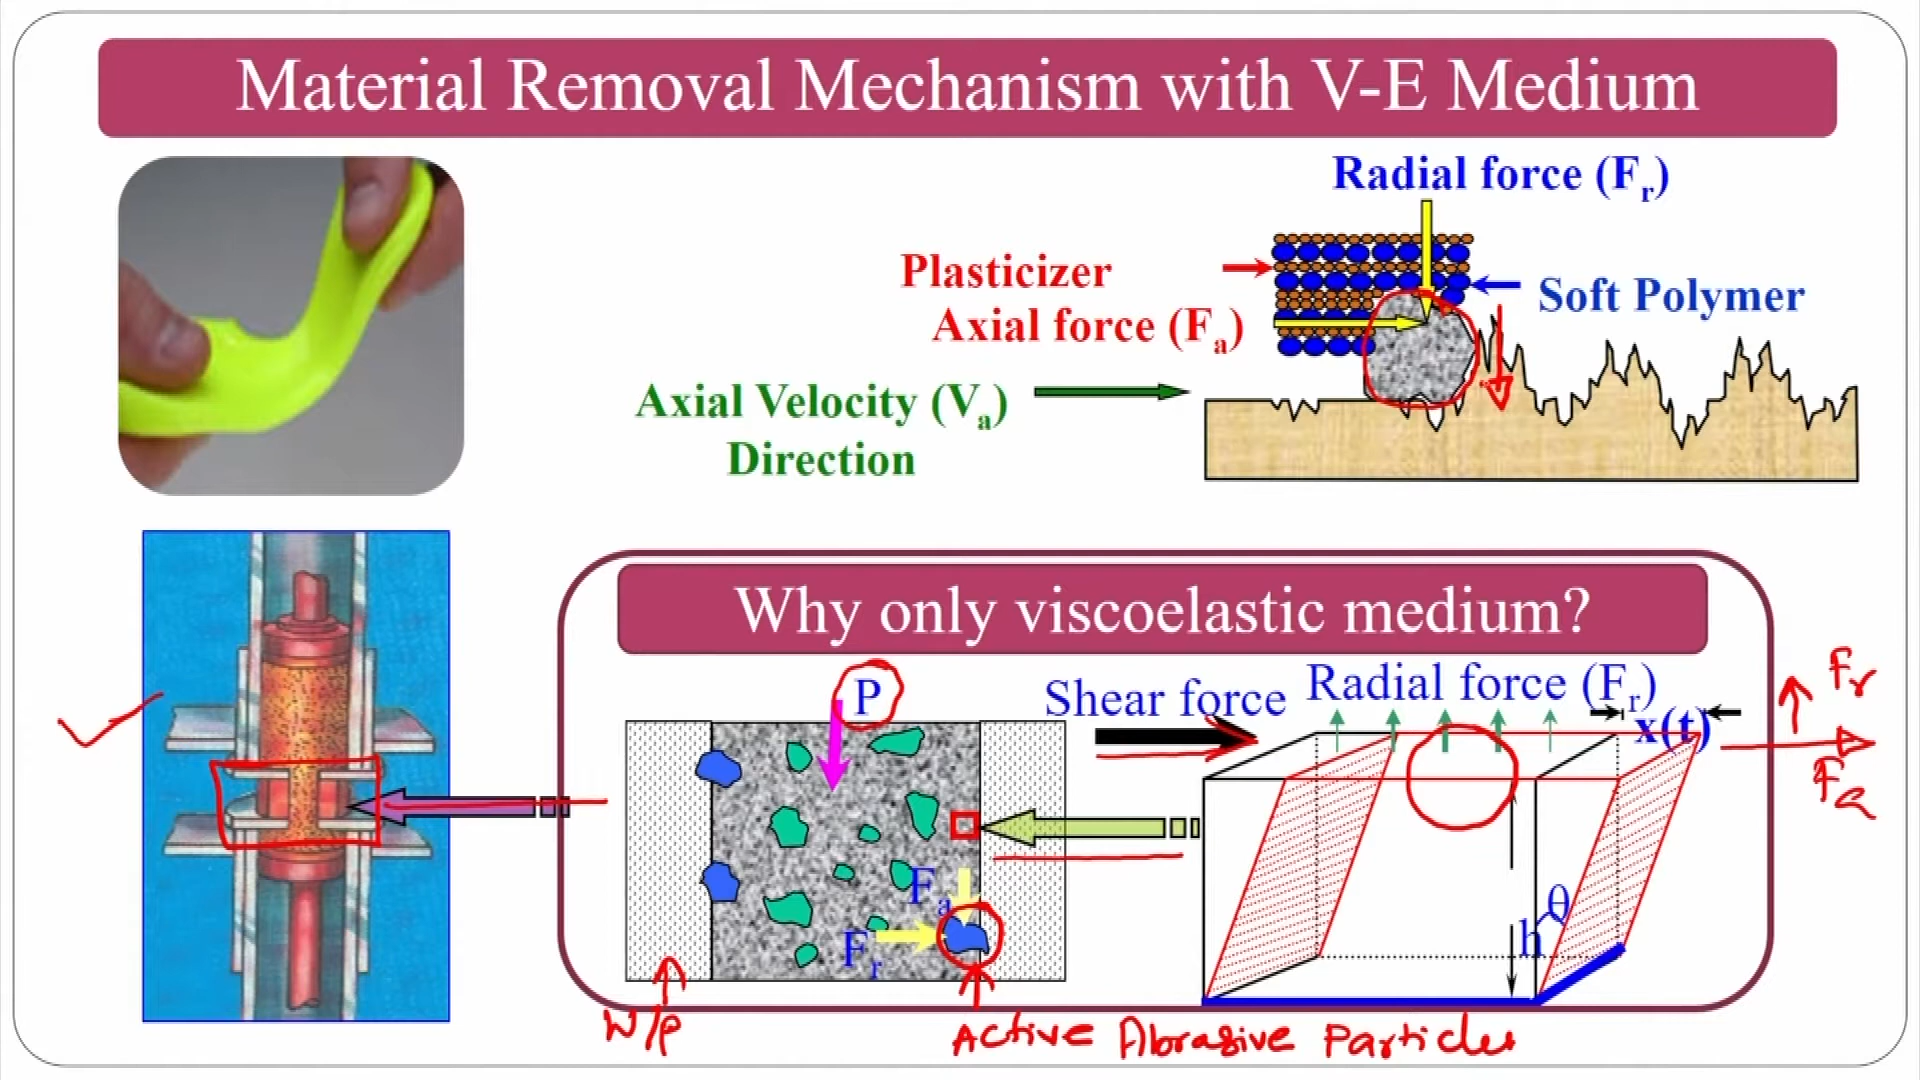 Material Removal Mechanism with V-E Medium
Radial force (Fr)
Plasticizer
Soft Polymer
Axial force (Fa)
Axial Velocity (Va)
Direction
Why only viscoelastic medium?
P
Shear force
Radial force (Fr)
x(t)
Fr
Fa
Fa
Fr
θ
h
W/P
Active Abrasive Particles